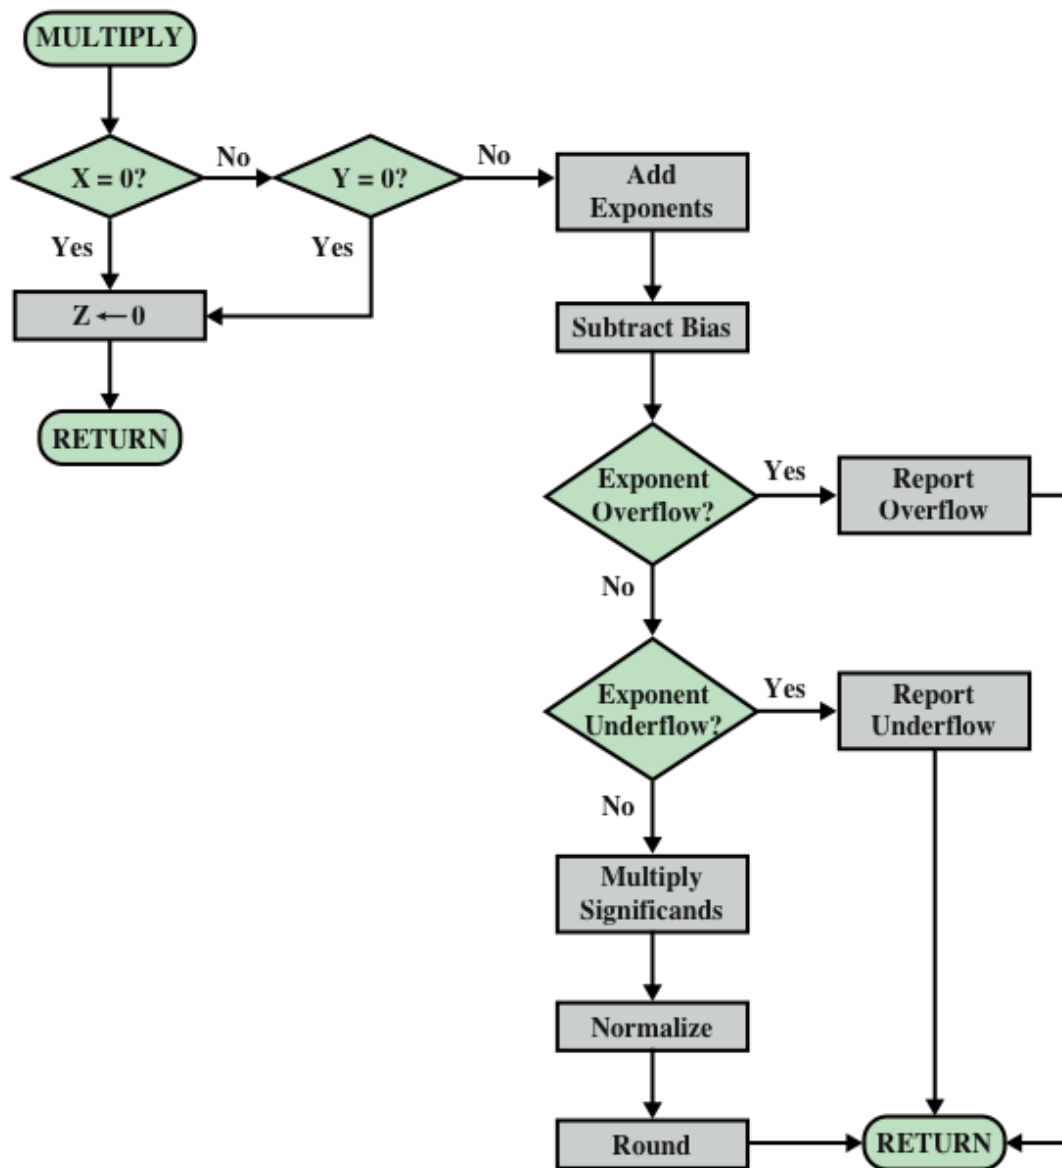 MULTIPLY
X = 0?
No
Y = 0?
No
Add
Exponents
Yes
Yes
Z ← 0
Subtract Bias
RETURN
Exponent
Overflow?
Yes
Report
Overflow
No
Exponent
Underflow?
Yes
Report
Underflow
No
Multiply
Significands
Normalize
Round
RETURN